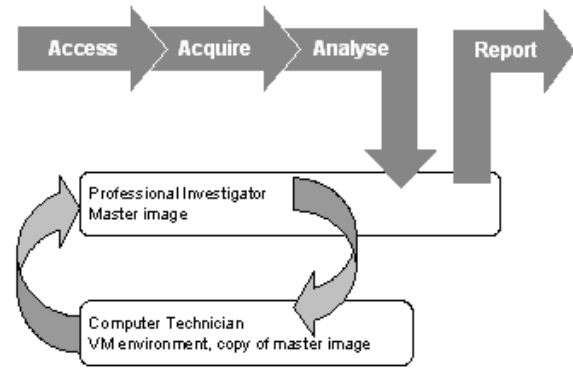 Access Acquire Analyse Report
Professional Investigator
Master image
Computer Technician
VM environment, copy of master image